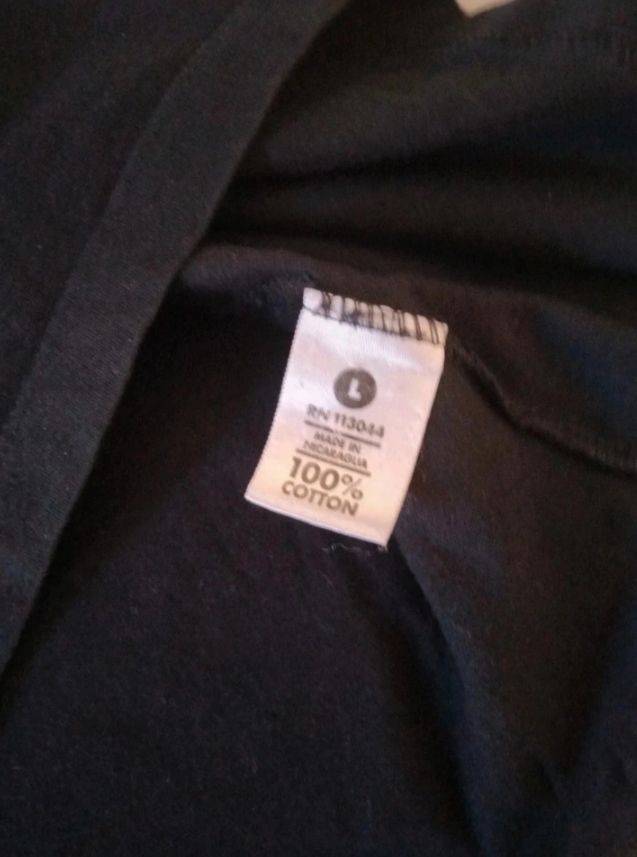 L
RN 113044
MADE IN
NICARAGUA
100%
COTTON